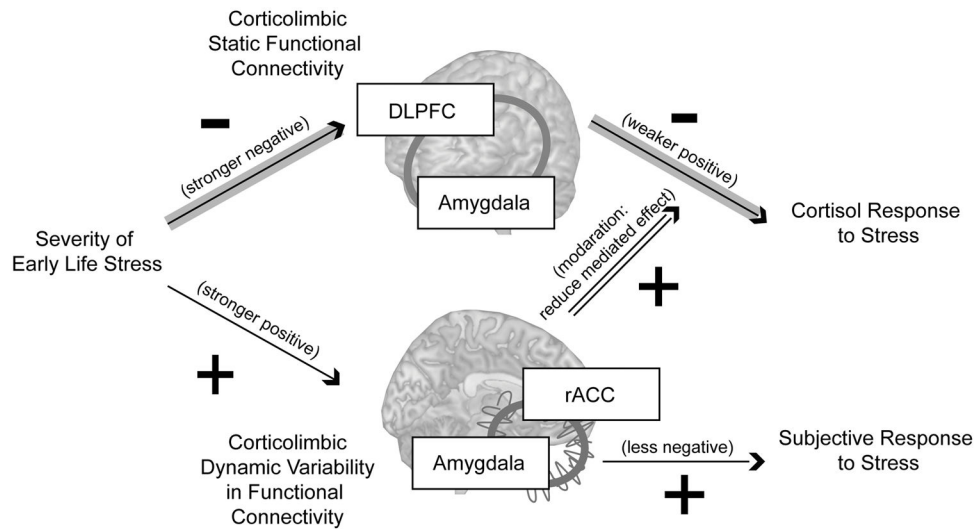 Corticolimbic
Static Functional
Connectivity
DLPFC
Amygdala
(stronger negative)
(weaker positive)
Severity of
Early Life Stress
Cortisol Response
to Stress
(modaration:
reduce mediated effect)
(stronger positive)
rACC
Amygdala
Corticolimbic
Dynamic Variability
in Functional
Connectivity
(less negative)
Subjective Response
to Stress